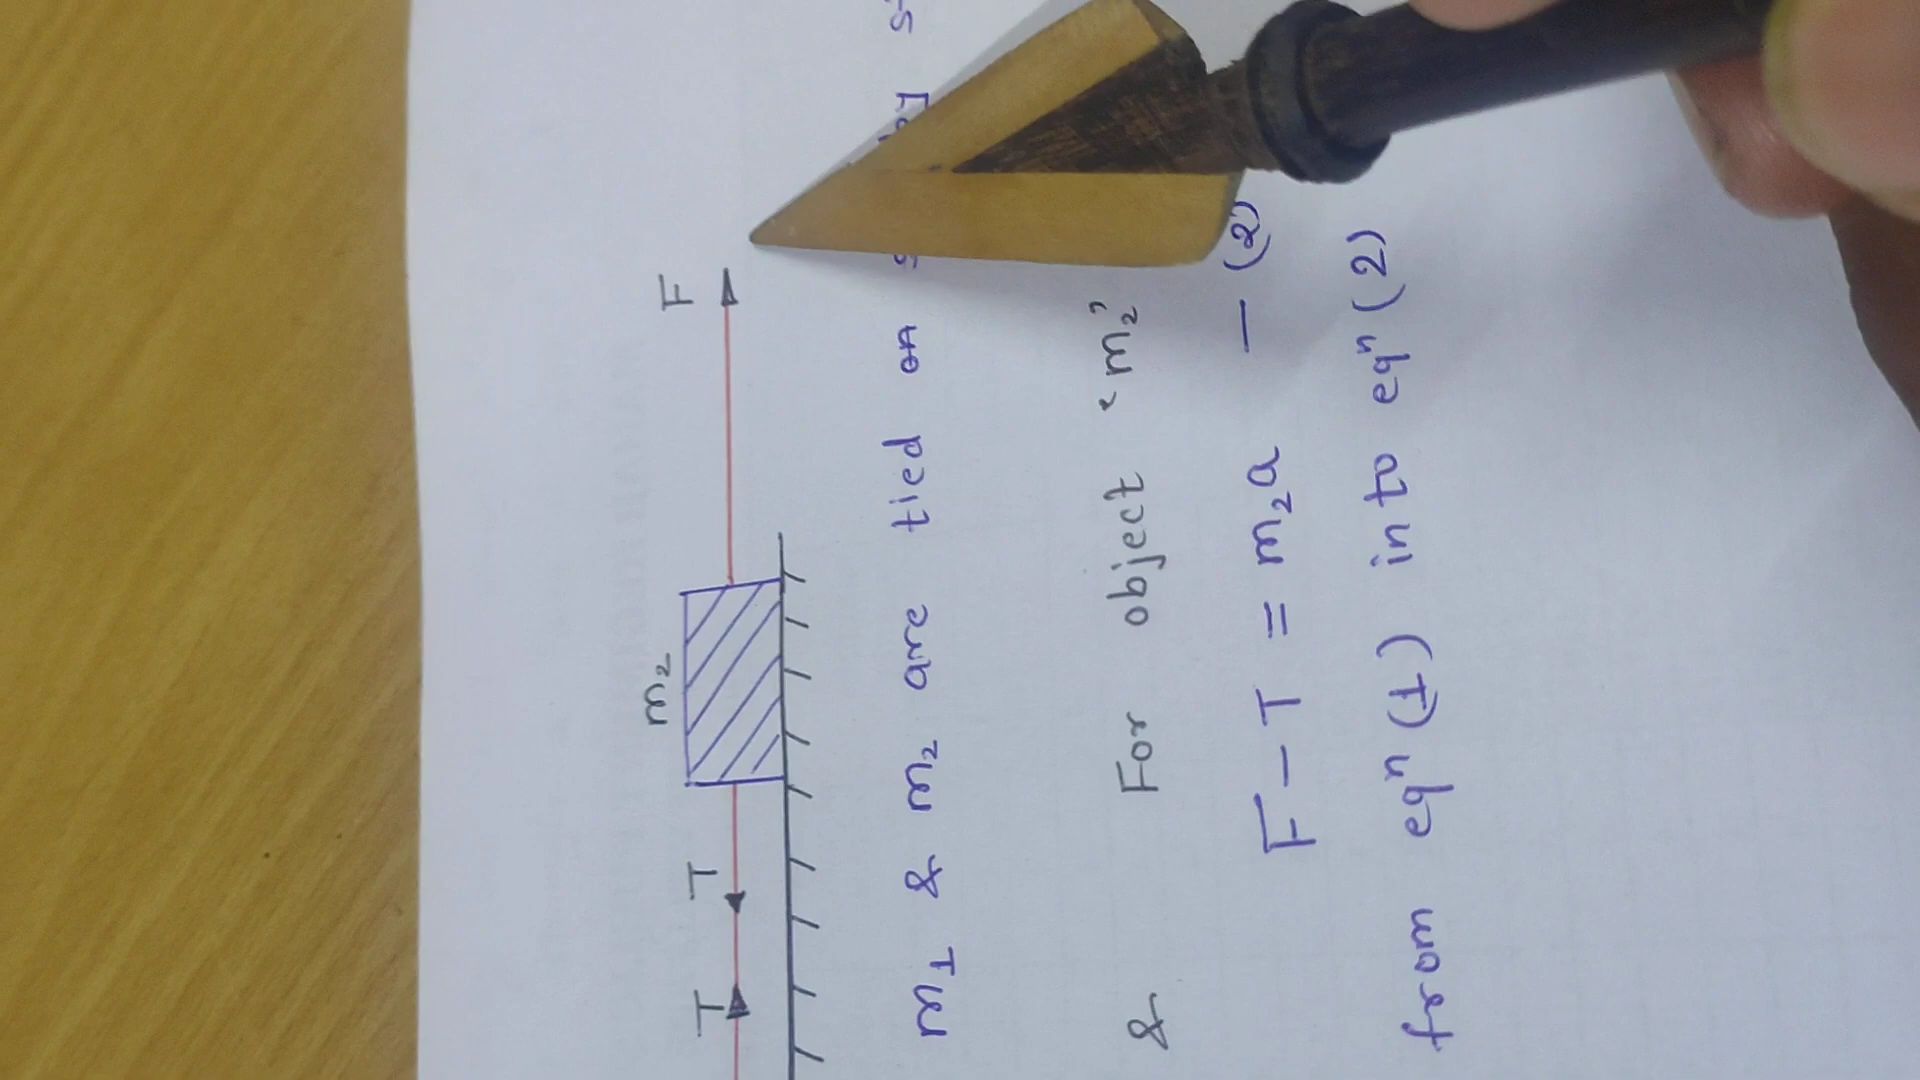 m₂
T T F
m1 & m2 are tied on
& For object 'm₂'
F - T = m₂a - (2)
from eqⁿ (1) into eqⁿ (2)